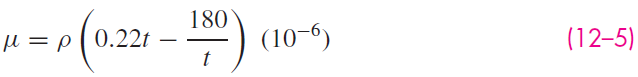 μ = ρ (0.22t − 180/t) (10⁻⁶) (12–5)